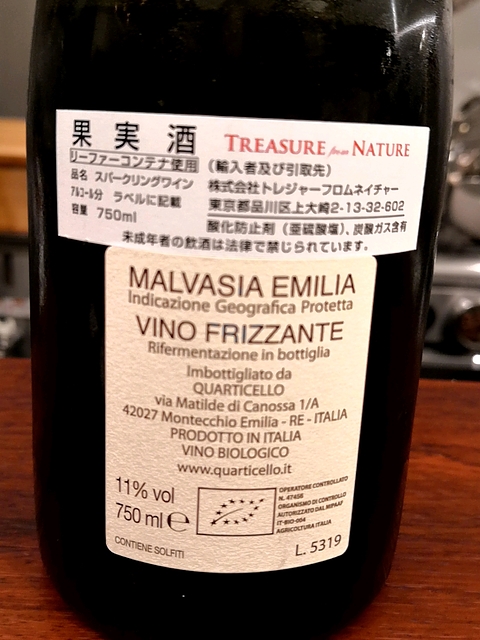 果実酒
TREASURE from NATURE
リーファーコンテナ使用
(輸入者及び引取先)
品名 スパークリングワイン
株式会社トレジャーフロムネイチャー
アルコール分 ラベルに記載
東京都品川区上大崎2-13-32-602
容量 750ml
酸化防止剤(亜硫酸塩)、炭酸ガス含有
未成年者の飲酒は法律で禁じられています。
MALVASIA EMILIA
Indicazione Geografica Protetta
VINO FRIZZANTE
Rifermentazione in bottiglia
Imbottigliato da
QUARTICELLO
via Matilde di Canossa 1/A
42027 Montecchio Emilia - RE - ITALIA
PRODOTTO IN ITALIA
VINO BIOLOGICO
www.quarticello.it
11% vol
750 ml e
OPERATORE CONTROLLATO
N. 47456
ORGANISMO DI CONTROLLO
AUTORIZZATO DAL MIPAAF
IT-BIO-004
AGRICOLTURA ITALIA
CONTIENE SOLFITI
L. 5319